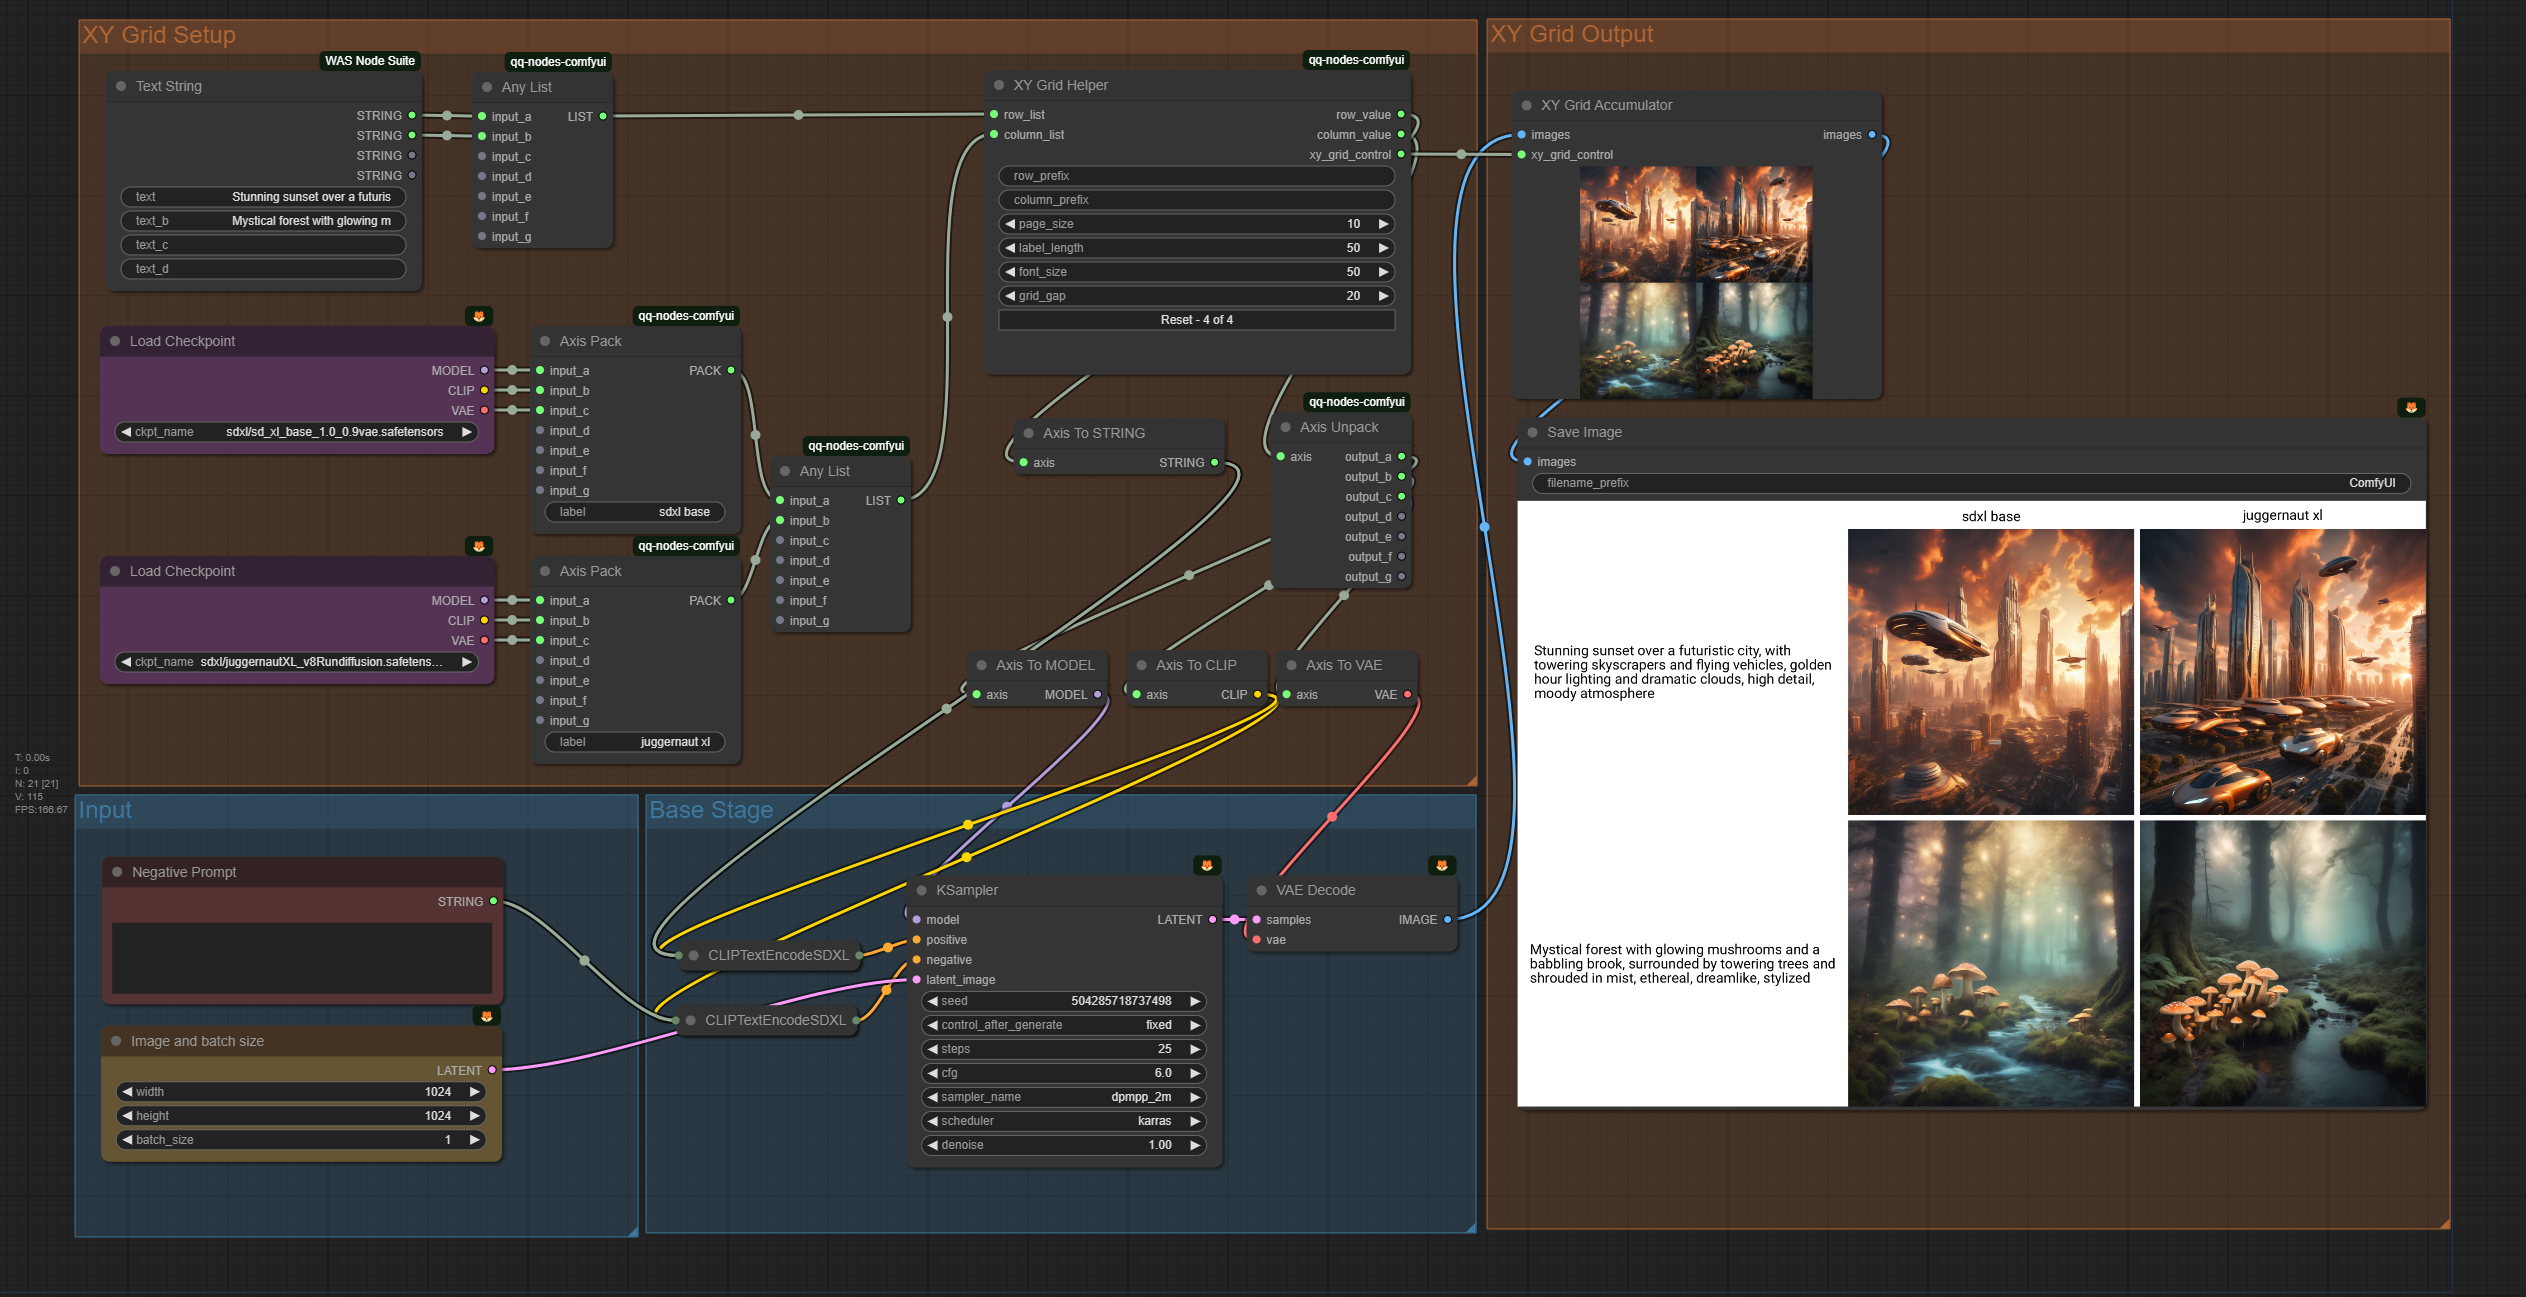 XY Grid Setup
WAS Node Suite
Text String
STRING
STRING
STRING
STRING
text Stunning sunset over a futuris
text_b Mystical forest with glowing m
text_c
text_d
qq-nodes-comfyui
Any List
input_a LIST
input_b
input_c
input_d
input_e
input_f
input_g
qq-nodes-comfyui
XY Grid Helper
row_list row_value
column_list column_value
xy_grid_control
row_prefix
column_prefix
page_size 10
label_length 50
font_size 50
grid_gap 20
Reset - 4 of 4
Load Checkpoint
MODEL
CLIP
VAE
ckpt_name sdxl/sd_xl_base_1.0_0.9vae.safetensors
qq-nodes-comfyui
Axis Pack
input_a PACK
input_b
input_c
input_d
input_e
input_f
input_g
label sdxl base
Load Checkpoint
MODEL
CLIP
VAE
ckpt_name sdxl/juggernautXL_v8Rundiffusion.safetens...
qq-nodes-comfyui
Axis Pack
input_a PACK
input_b
input_c
input_d
input_e
input_f
input_g
label juggernaut xl
qq-nodes-comfyui
Any List
input_a LIST
input_b
input_c
input_d
input_e
input_f
input_g
Axis To STRING
axis STRING
qq-nodes-comfyui
Axis Unpack
axis output_a
output_b
output_c
output_d
output_e
output_f
output_g
Axis To MODEL
axis MODEL
Axis To CLIP
axis CLIP
Axis To VAE
axis VAE
T: 0.00s
I: 0
N: 21 [21]
V: 115
FPS:166.67
Input
Negative Prompt
STRING
Image and batch size
LATENT
width 1024
height 1024
batch_size 1
Base Stage
CLIPTextEncodeSDXL
CLIPTextEncodeSDXL
KSampler
model LATENT
positive
negative
latent_image
seed 504285718737498
control_after_generate fixed
steps 25
cfg 6.0
sampler_name dpmpp_2m
scheduler karras
denoise 1.00
VAE Decode
samples IMAGE
vae
XY Grid Output
XY Grid Accumulator
images images
xy_grid_control
Save Image
images
filename_prefix ComfyUI
sdxl base juggernaut xl
Stunning sunset over a futuristic city, with
towering skyscrapers and flying vehicles, golden
hour lighting and dramatic clouds, high detail,
moody atmosphere
Mystical forest with glowing mushrooms and a
babbling brook, surrounded by towering trees and
shrouded in mist, ethereal, dreamlike, stylized